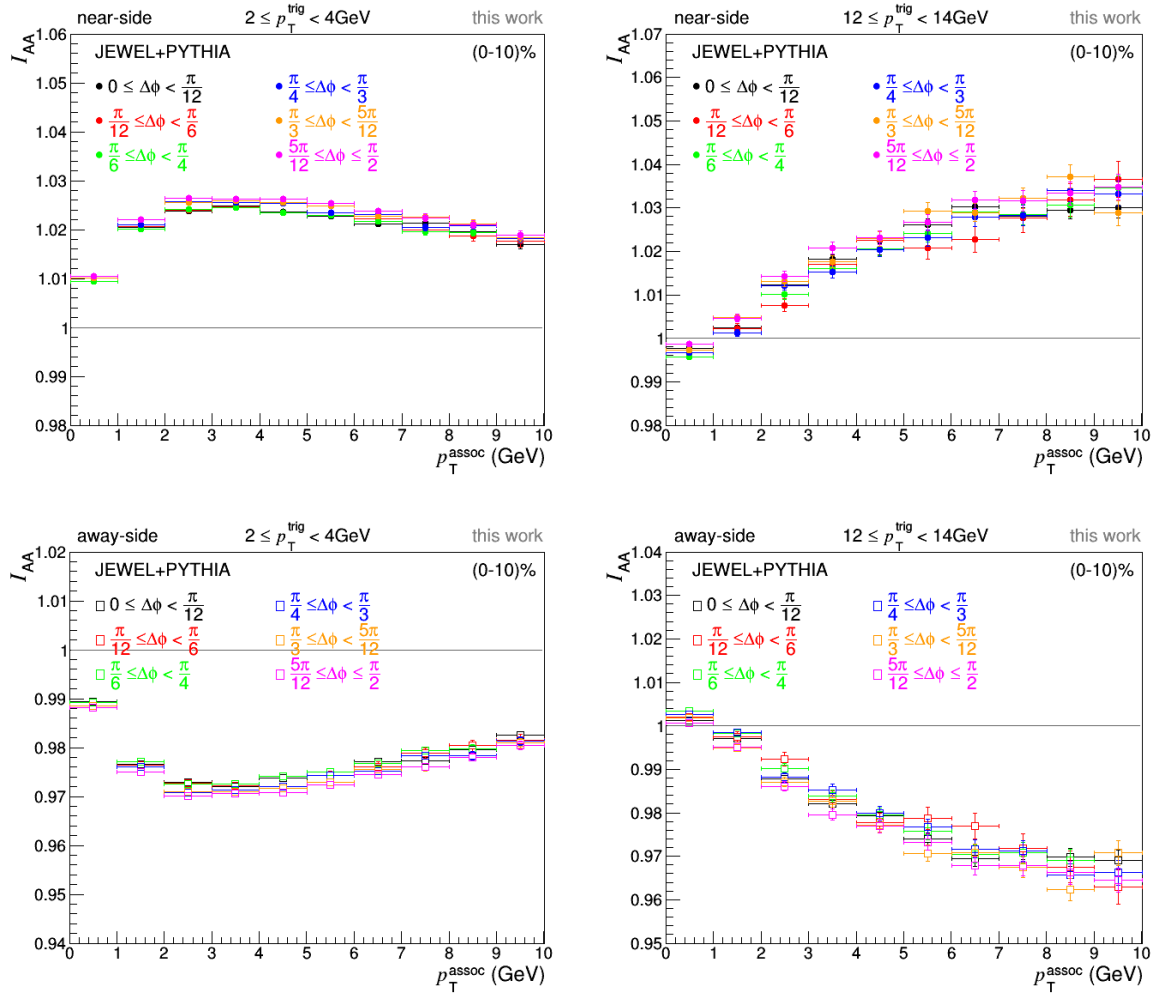 near-side 2 ≤ p_T^trig < 4GeV this work
I_AA
JEWEL+PYTHIA (0-10)%
0 ≤ Δϕ < π/12 π/4 ≤Δϕ < π/3
π/12 ≤Δϕ < π/6 π/3 ≤Δϕ < 5π/12
π/6 ≤Δϕ < π/4 5π/12 ≤Δϕ ≤ π/2
1.06
1.05
1.04
1.03
1.02
1.01
1
0.99
0.98
0 1 2 3 4 5 6 7 8 9 10
p_T^assoc (GeV)
near-side 12 ≤ p_T^trig < 14GeV this work
I_AA
JEWEL+PYTHIA (0-10)%
0 ≤ Δϕ < π/12 π/4 ≤Δϕ < π/3
π/12 ≤Δϕ < π/6 π/3 ≤Δϕ < 5π/12
π/6 ≤Δϕ < π/4 5π/12 ≤Δϕ ≤ π/2
1.07
1.06
1.05
1.04
1.03
1.02
1.01
1
0.99
0.98
0 1 2 3 4 5 6 7 8 9 10
p_T^assoc (GeV)
away-side 2 ≤ p_T^trig < 4GeV this work
I_AA
JEWEL+PYTHIA (0-10)%
0 ≤ Δϕ < π/12 π/4 ≤Δϕ < π/3
π/12 ≤Δϕ < π/6 π/3 ≤Δϕ < 5π/12
π/6 ≤Δϕ < π/4 5π/12 ≤Δϕ ≤ π/2
1.02
1.01
1
0.99
0.98
0.97
0.96
0.95
0.94
0 1 2 3 4 5 6 7 8 9 10
p_T^assoc (GeV)
away-side 12 ≤ p_T^trig < 14GeV this work
I_AA
JEWEL+PYTHIA (0-10)%
0 ≤ Δϕ < π/12 π/4 ≤Δϕ < π/3
π/12 ≤Δϕ < π/6 π/3 ≤Δϕ < 5π/12
π/6 ≤Δϕ < π/4 5π/12 ≤Δϕ ≤ π/2
1.04
1.03
1.02
1.01
1
0.99
0.98
0.97
0.96
0.95
0 1 2 3 4 5 6 7 8 9 10
p_T^assoc (GeV)